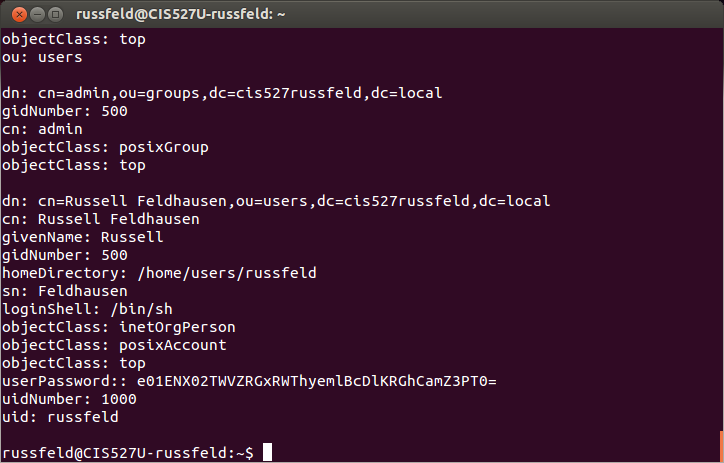 russfeld@CIS527U-russfeld: ~
objectClass: top
ou: users
dn: cn=admin,ou=groups,dc=cis527russfeld,dc=local
gidNumber: 500
cn: admin
objectClass: posixGroup
objectClass: top
dn: cn=Russell Feldhausen,ou=users,dc=cis527russfeld,dc=local
cn: Russell Feldhausen
givenName: Russell
gidNumber: 500
homeDirectory: /home/users/russfeld
sn: Feldhausen
loginShell: /bin/sh
objectClass: inetOrgPerson
objectClass: posixAccount
objectClass: top
userPassword:: e01ENX02TWVZRGxRWThyemlBcDlKRGhCamZ3PT0=
uidNumber: 1000
uid: russfeld
russfeld@CIS527U-russfeld:~$